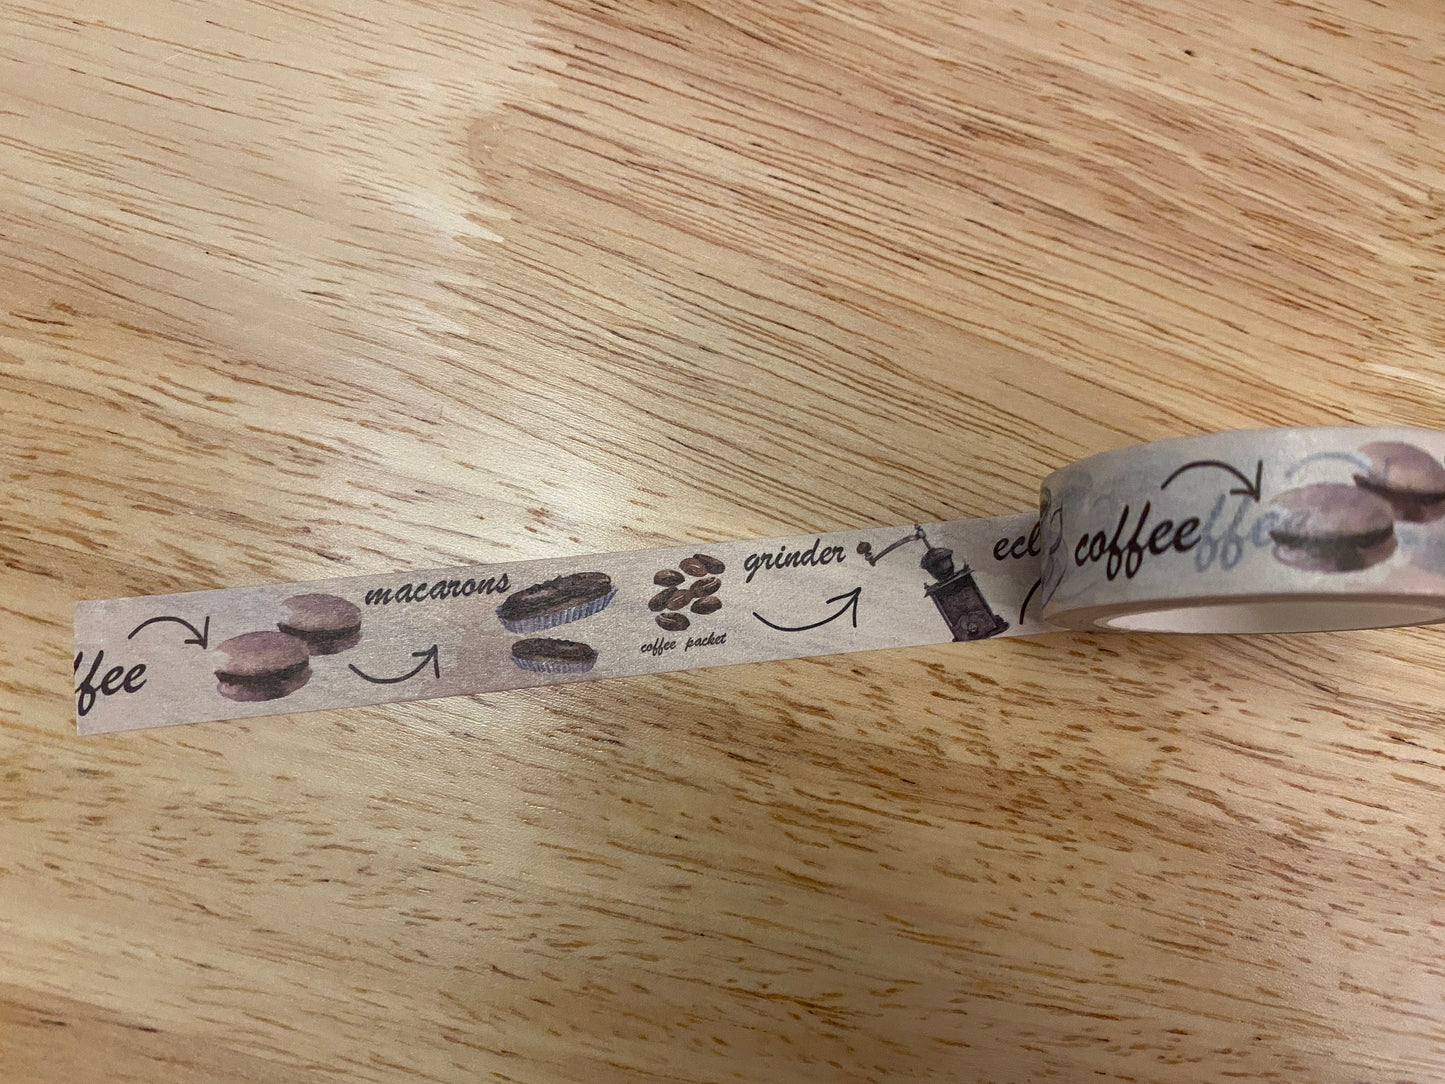 ffee
macarons
coffee packet
grinder
ecl
coffee